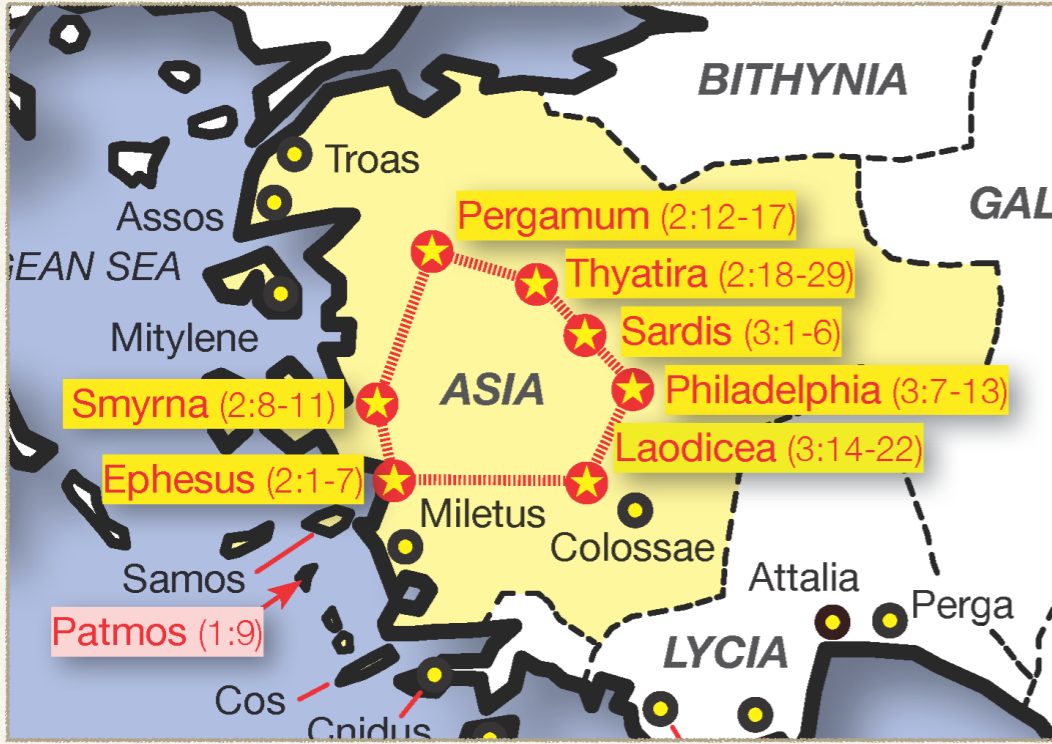 BITHYNIA
Troas
GAL
Assos
Pergamum (2:12-17)
GEAN SEA
Thyatira (2:18-29)
Mitylene
Sardis (3:1-6)
ASIA
Philadelphia (3:7-13)
Smyrna (2:8-11)
Laodicea (3:14-22)
Ephesus (2:1-7)
Miletus
Colossae
Samos
Attalia
Perga
Patmos (1:9)
LYCIA
Cos
Cnidus